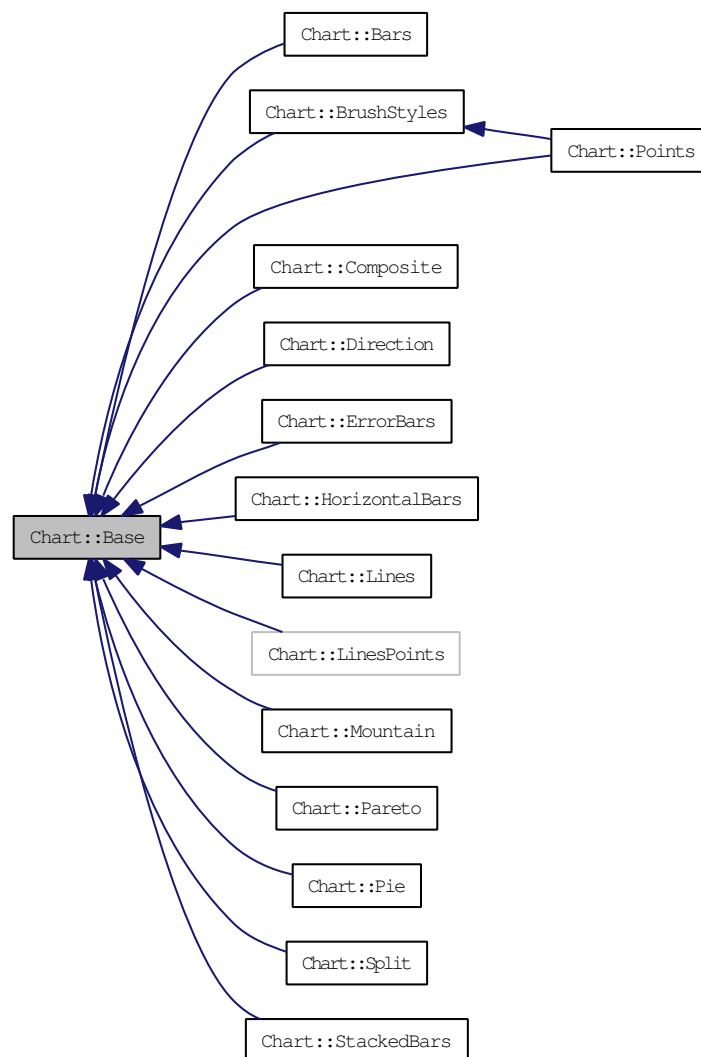 Chart::Bars
Chart::BrushStyles
Chart::Points
Chart::Composite
Chart::Direction
Chart::ErrorBars
Chart::HorizontalBars
Chart::Base
Chart::Lines
Chart::LinesPoints
Chart::Mountain
Chart::Pareto
Chart::Pie
Chart::Split
Chart::StackedBars